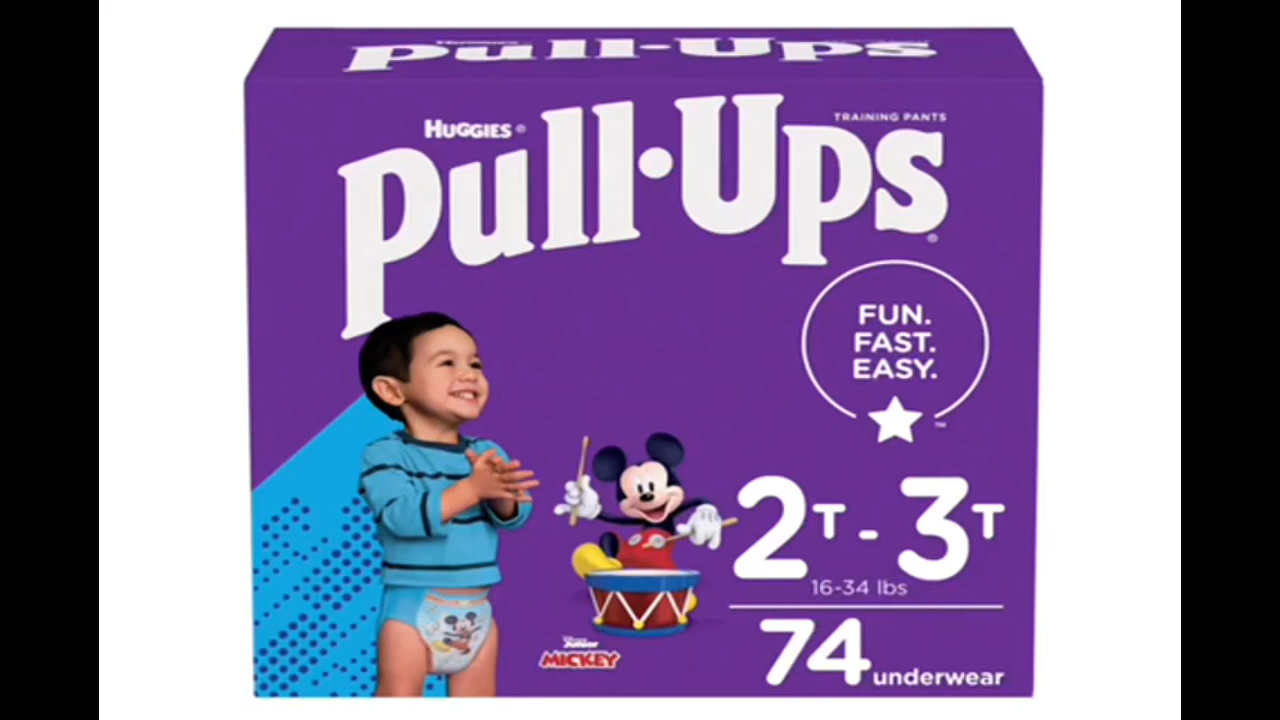 Pull-Ups
HUGGIES®
TRAINING PANTS
Pull-Ups®
FUN.
FAST.
EASY.
™
2T - 3T
16-34 lbs
74 underwear
Disney
Junior
MICKEY